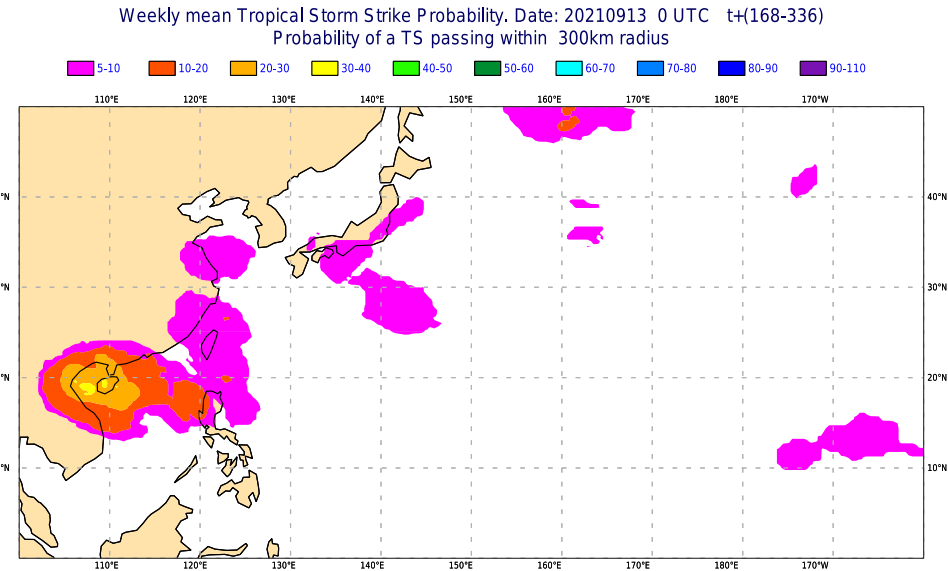 Weekly mean Tropical Storm Strike Probability. Date: 20210913 0 UTC t+(168-336)
Probability of a TS passing within 300km radius
5-10 10-20 20-30 30-40 40-50 50-60 60-70 70-80 80-90 90-110
110°E 120°E 130°E 140°E 150°E 160°E 170°E 180°E 170°W
°N 40°N
°N 30°N
°N 20°N
°N 10°N
110°E 120°E 130°E 140°E 150°E 160°E 170°E 180°E 170°W